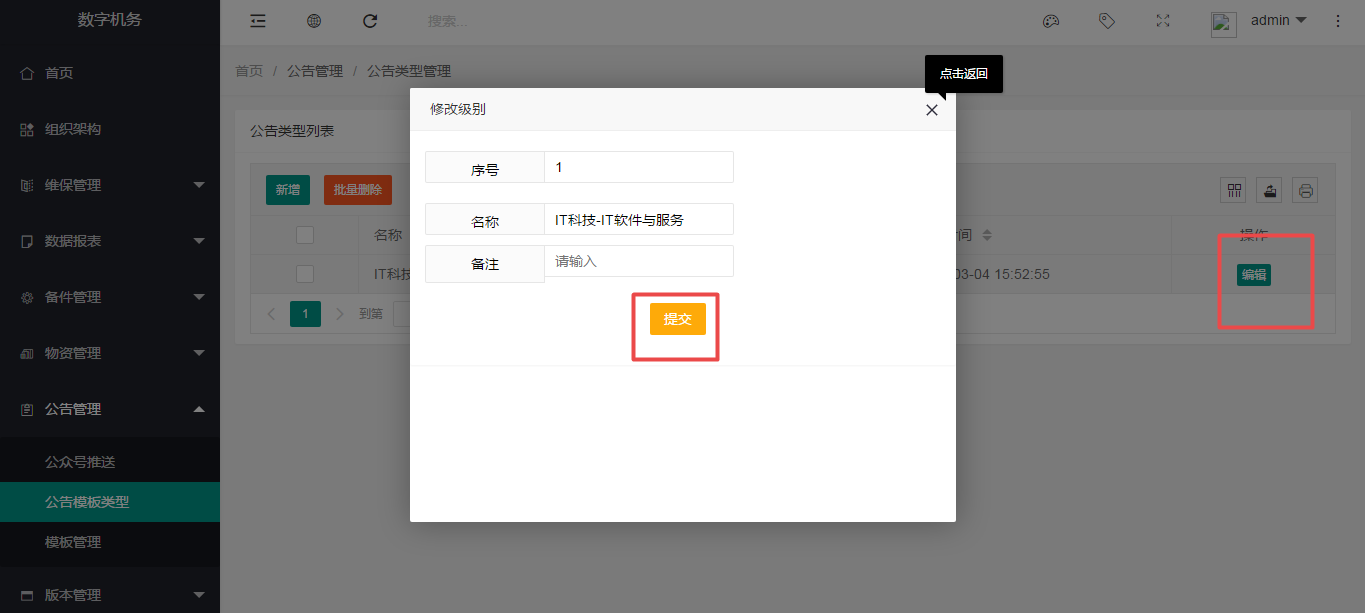 数字机务
搜索...
admin
首页
组织架构
维保管理
数据报表
备件管理
物资管理
公告管理
公众号推送
公告模板类型
模板管理
版本管理
首页 / 公告管理 / 公告类型管理
点击返回
公告类型列表
新增 批量删除
名称
间
操作
IT科技
03-04 15:52:55
编辑
1
到第
修改级别
序号 1
名称 IT科技-IT软件与服务
备注 请输入
提交